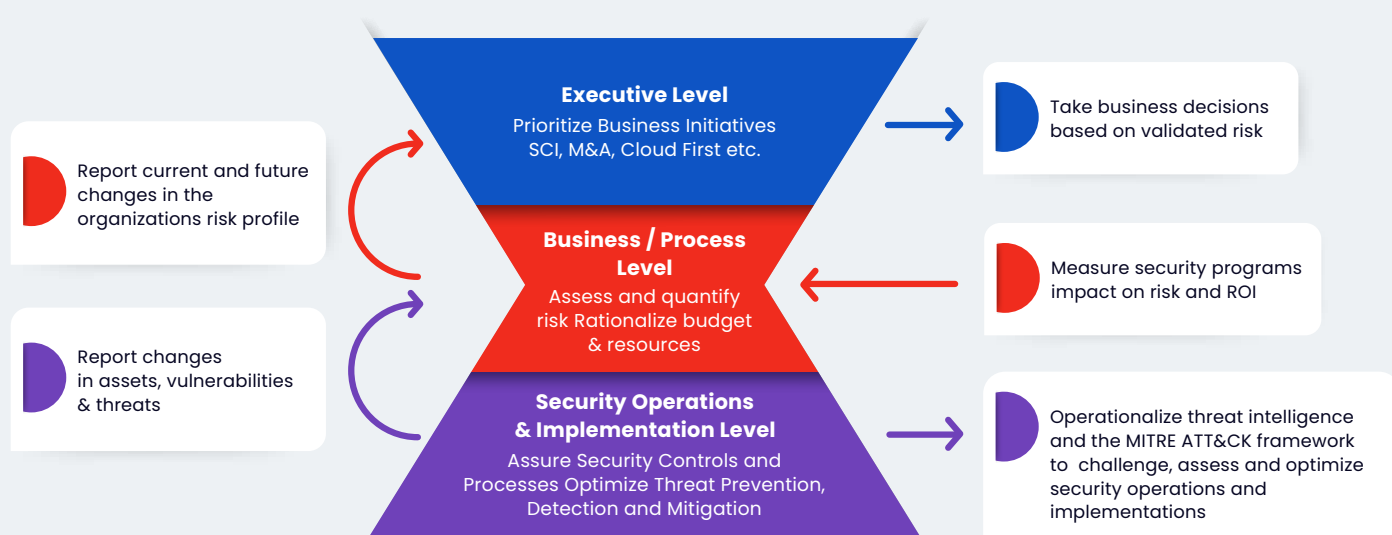 Executive Level
Prioritize Business Initiatives
SCI, M&A, Cloud First etc.
Business / Process
Level
Assess and quantify
risk Rationalize budget
& resources
Security Operations
& Implementation Level
Assure Security Controls and
Processes Optimize Threat Prevention,
Detection and Mitigation
Report current and future
changes in the
organizations risk profile
Report changes
in assets, vulnerabilities
& threats
Take business decisions
based on validated risk
Measure security programs
impact on risk and ROI
Operationalize threat intelligence
and the MITRE ATT&CK framework
to  challenge, assess and optimize
security operations and
implementations